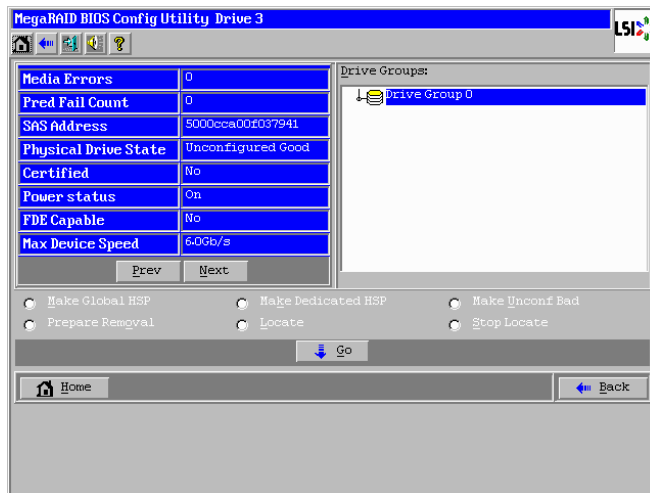 MegaRAID BIOS Config Utility Drive 3
LSI
Media Errors 0
Pred Fail Count 0
SAS Address 5000cca00f037941
Physical Drive State Unconfigured Good
Certified No
Power status On
FDE Capable No
Max Device Speed 6.0Gb/s
Prev Next
Drive Groups:
Drive Group 0
Make Global HSP Make Dedicated HSP Make Unconf Bad
Prepare Removal Locate Stop Locate
Go
Home Back